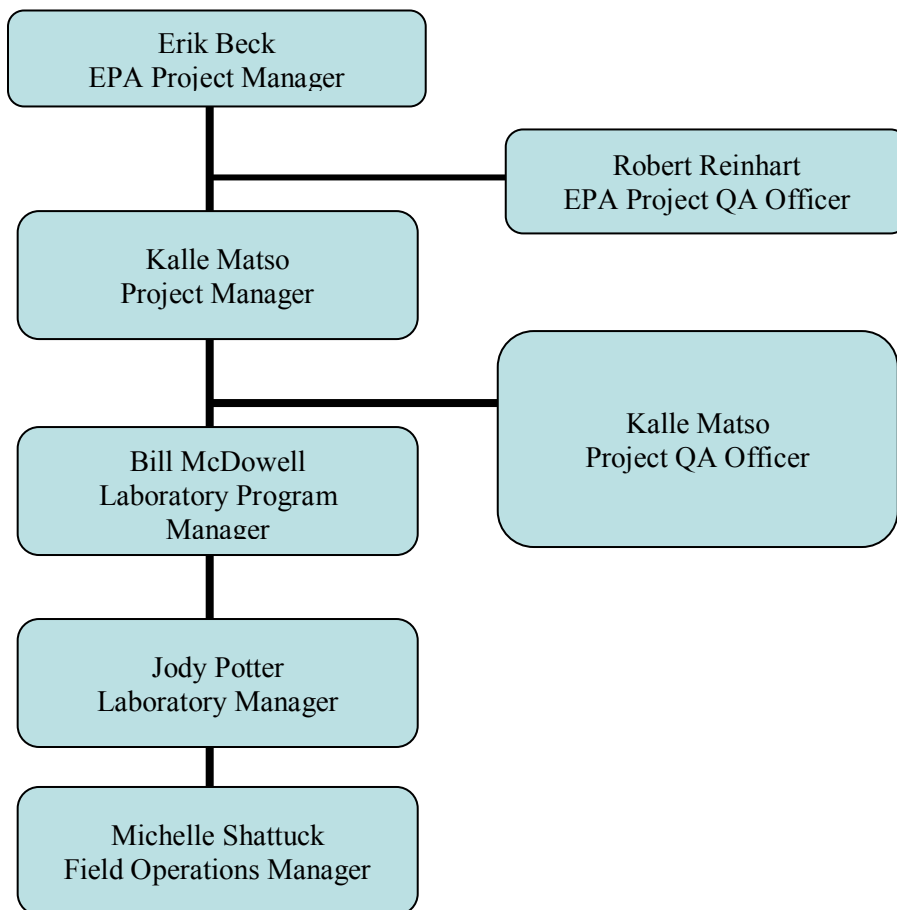 Erik Beck
EPA Project Manager
Robert Reinhart
EPA Project QA Officer
Kalle Matso
Project Manager
Kalle Matso
Project QA Officer
Bill McDowell
Laboratory Program
Manager
Jody Potter
Laboratory Manager
Michelle Shattuck
Field Operations Manager